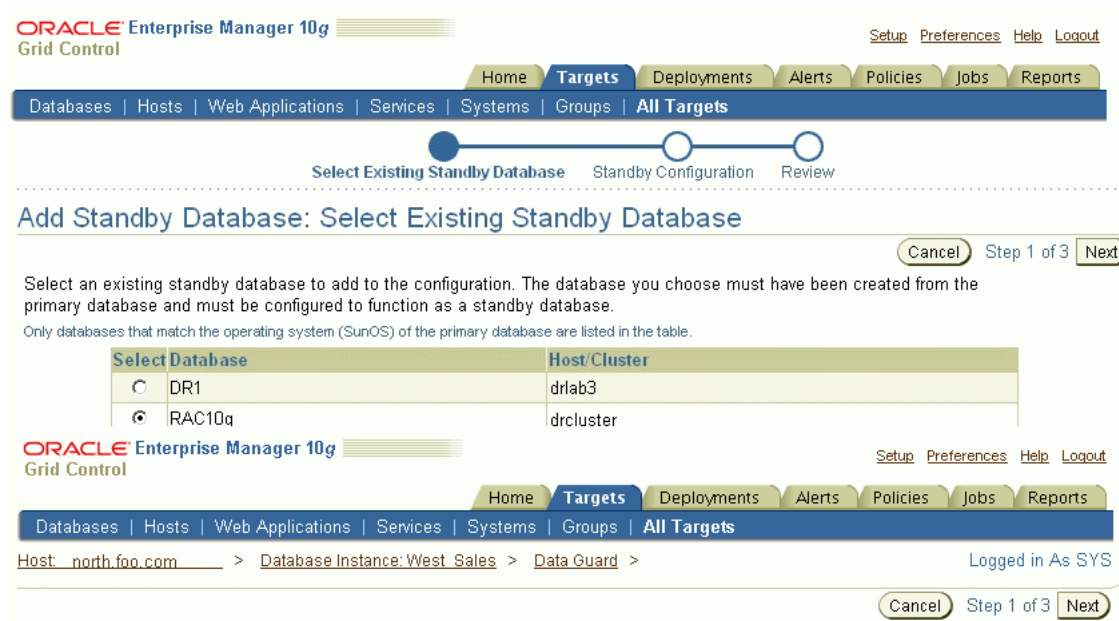 ORACLE Enterprise Manager 10g
Grid Control
Setup Preferences Help Logout
Home Targets Deployments Alerts Policies Jobs Reports
Databases | Hosts | Web Applications | Services | Systems | Groups | All Targets
Select Existing Standby Database Standby Configuration Review
Add Standby Database: Select Existing Standby Database
Cancel Step 1 of 3 Next
Select an existing standby database to add to the configuration. The database you choose must have been created from the
primary database and must be configured to function as a standby database.
Only databases that match the operating system (SunOS) of the primary database are listed in the table.
Select Database Host/Cluster
DR1 drlab3
RAC10g drcluster
ORACLE Enterprise Manager 10g
Grid Control
Setup Preferences Help Logout
Home Targets Deployments Alerts Policies Jobs Reports
Databases | Hosts | Web Applications | Services | Systems | Groups | All Targets
Host: north.foo.com > Database Instance: West_Sales > Data Guard > Logged in As SYS
Cancel Step 1 of 3 Next